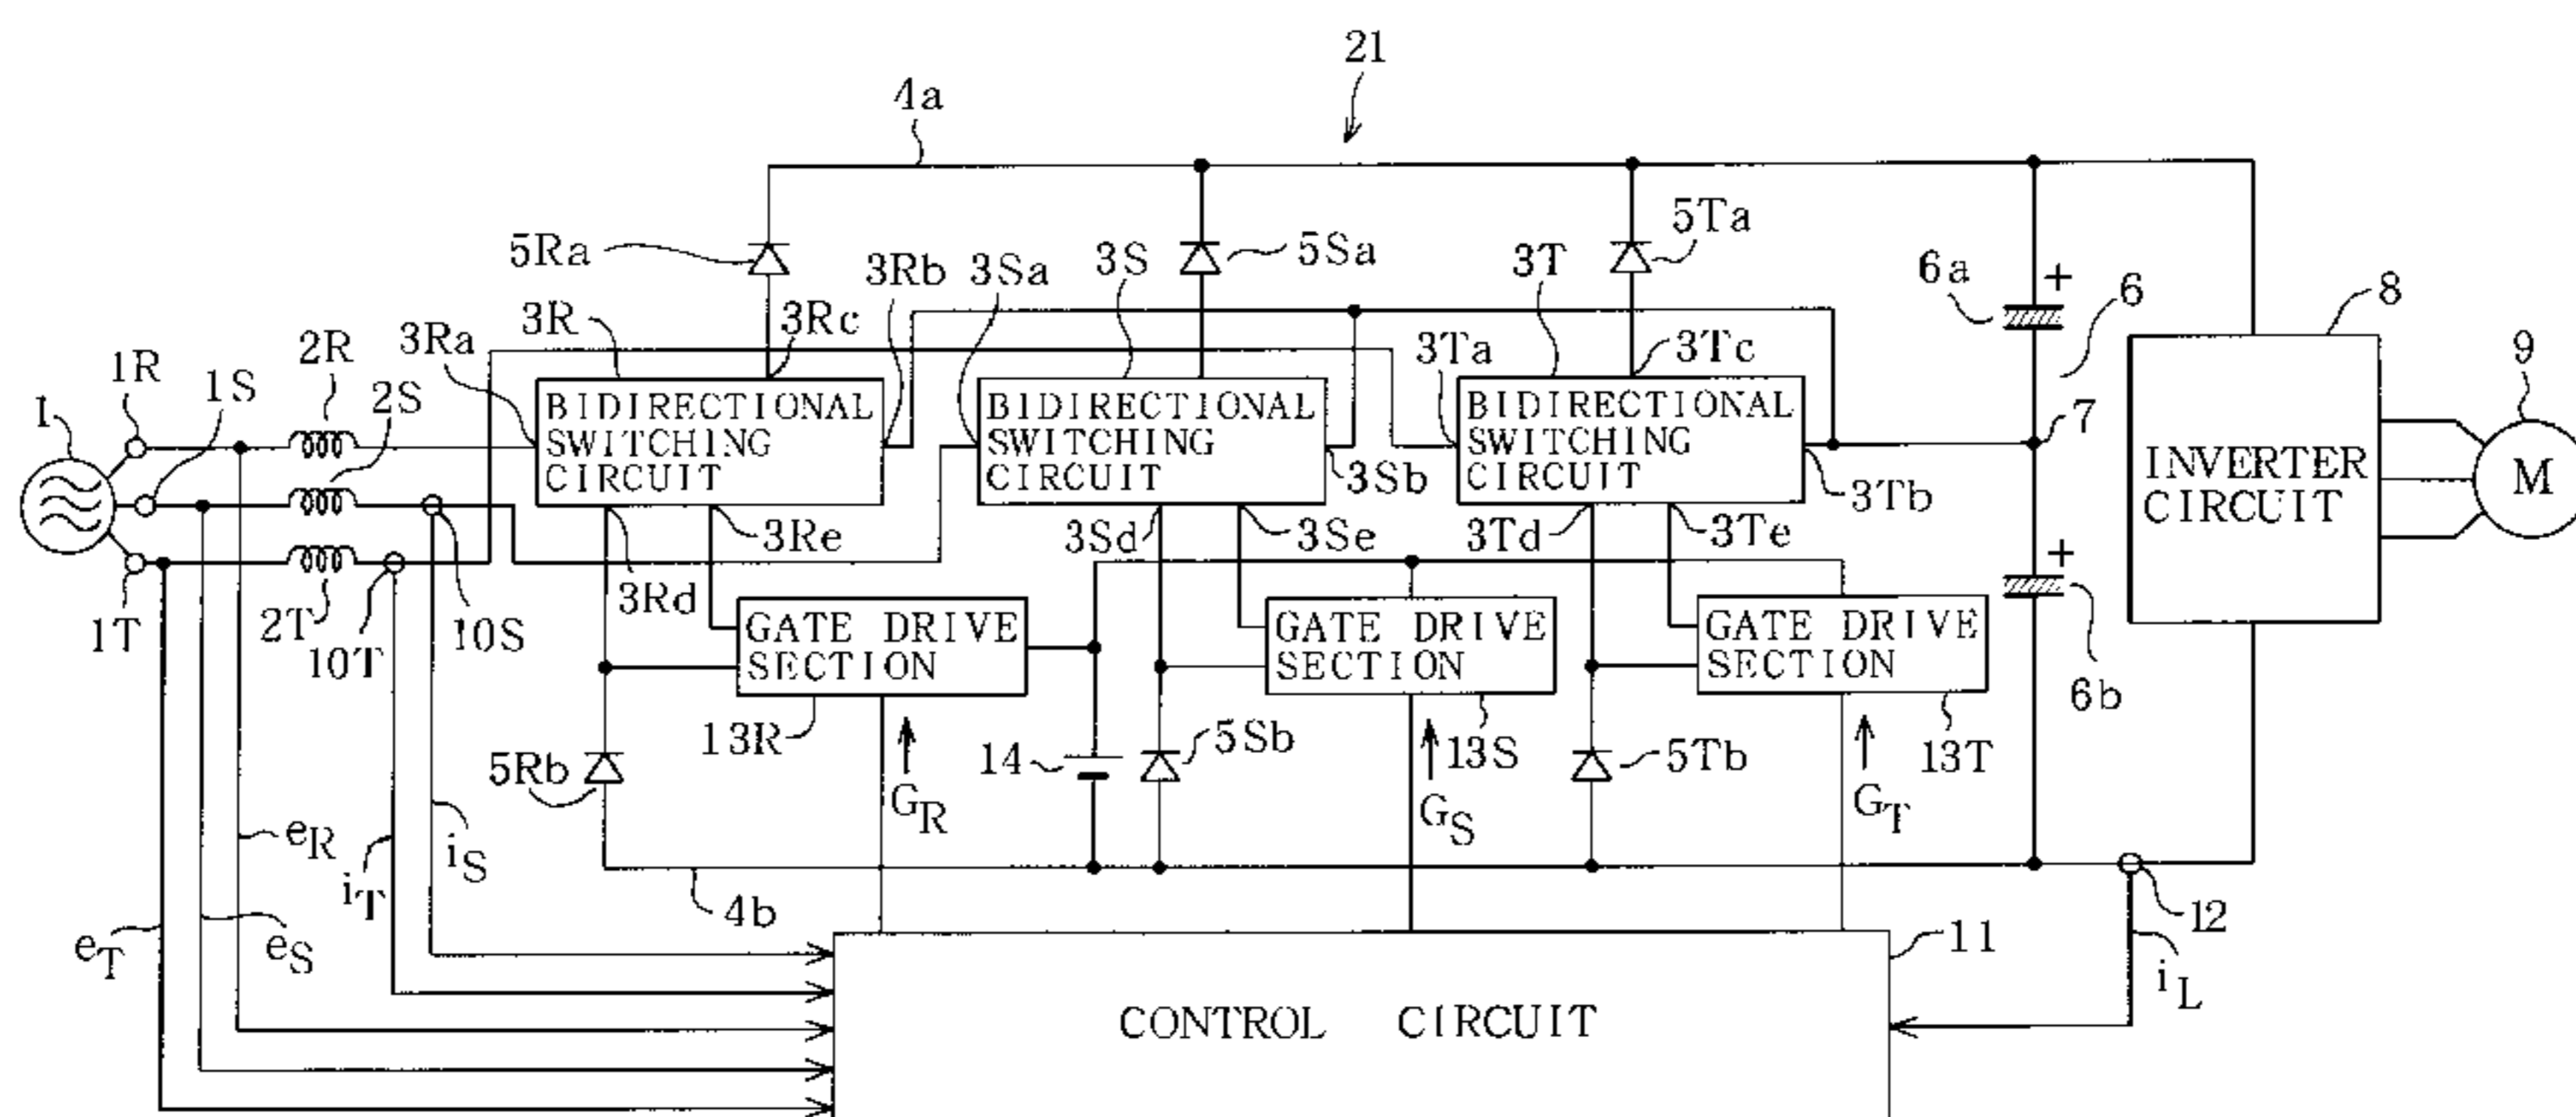 21
4a
5Ra
3Rb
3Sa
3S
5Sa
3T
5Ta
6a
+
6
8
3Ra
3R
3Rc
3Ta
3Tc
9
1
1R
1S
2R
2S
BIDIRECTIONAL
SWITCHING
CIRCUIT
BIDIRECTIONAL
SWITCHING
CIRCUIT
BIDIRECTIONAL
SWITCHING
CIRCUIT
7
INVERTER
CIRCUIT
M
3Sb
3Tb
1T
2T
10T
10S
3Rd
3Re
3Sd
3Se
3Td
3Te
+
6b
GATE DRIVE
SECTION
GATE DRIVE
SECTION
GATE DRIVE
SECTION
13R
5Rb
14
5Sb
13S
5Tb
13T
GR
GS
GT
eT
eS
eR
iT
iS
4b
12
11
iL
CONTROL CIRCUIT